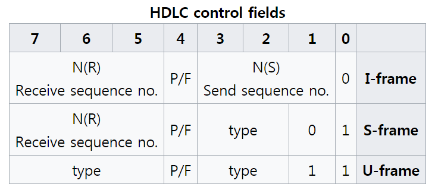 HDLC control fields
7 6 5 4 3 2 1 0
N(R) N(S)
Receive sequence no. P/F Send sequence no. 0 I-frame
N(R)
Receive sequence no. P/F type 0 1 S-frame
type P/F type 1 1 U-frame